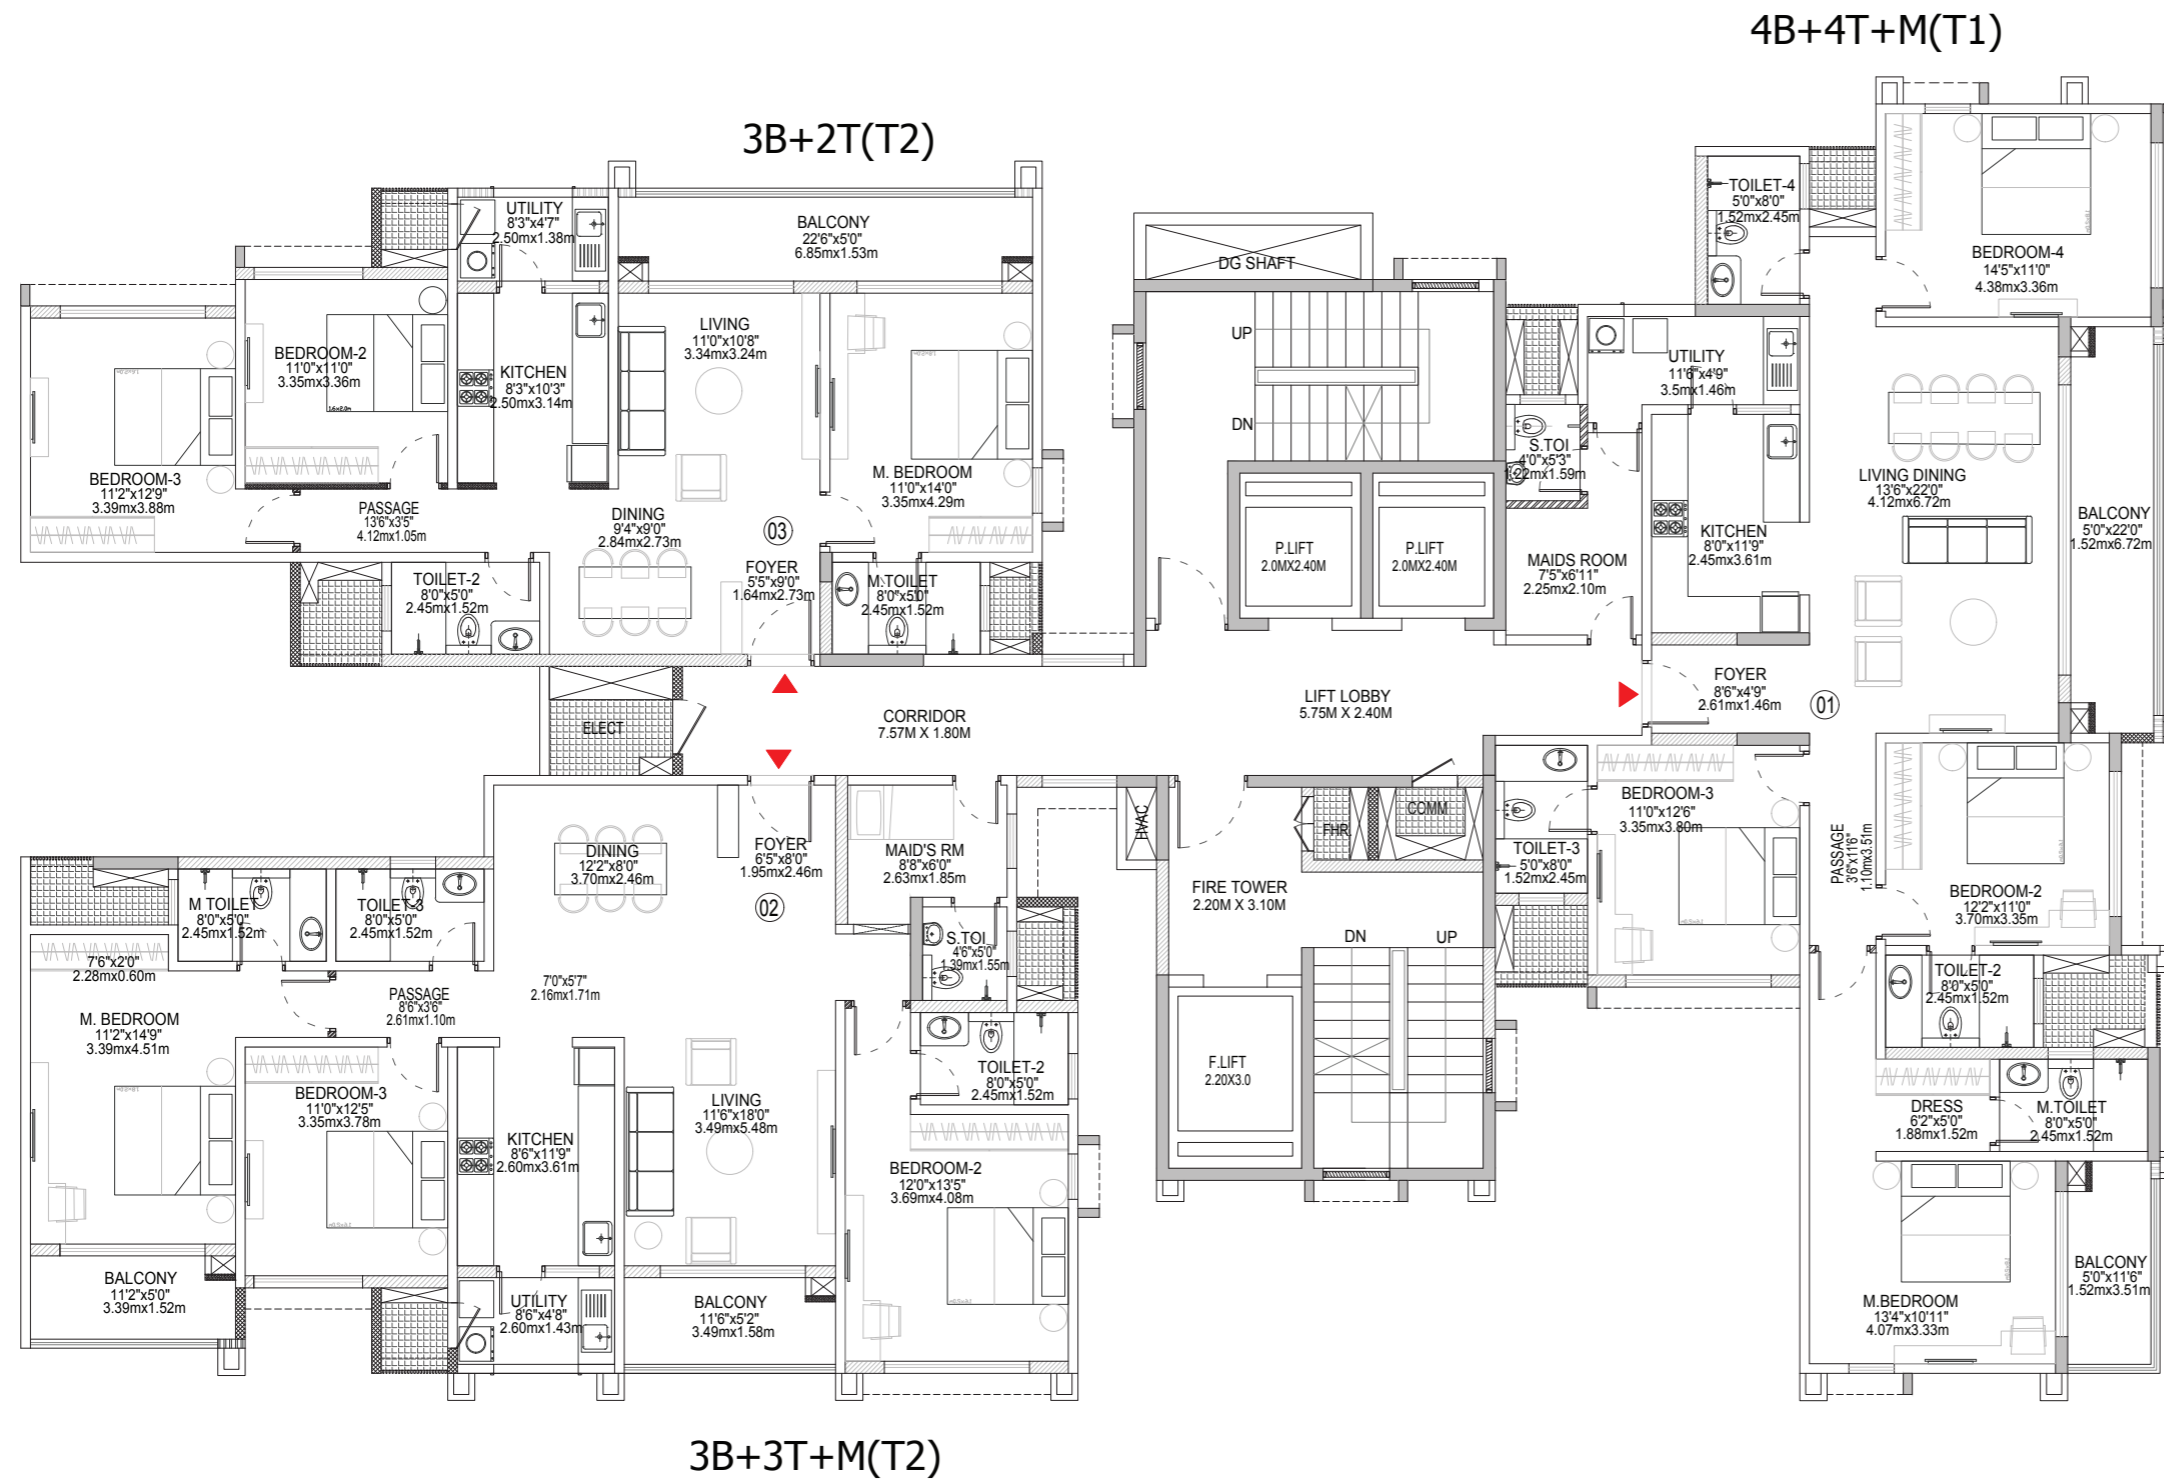 4B+4T+M(T1)
3B+2T(T2)
UTILITY
8'3"x4'7"
2.50mx1.38m
BALCONY
22'6"x5'0"
6.85mx1.53m
BEDROOM-2
11'0"x11'0"
3.35mx3.36m
1.6x2.0m
KITCHEN
8'3"x10'3"
2.50mx3.14m
LIVING
11'0"x10'8"
3.34mx3.24m
BEDROOM-3
11'2"x12'9"
3.39mx3.88m
M. BEDROOM
11'0"x14'0"
3.35mx4.29m
PASSAGE
13'6"x3'5"
4.12mx1.05m
DINING
9'4"x9'0"
2.84mx2.73m
03
FOYER
5'5"x9'0"
1.64mx2.73m
TOILET-2
8'0"x5'0"
2.45mx1.52m
M.TOILET
8'0"x5'0"
2.45mx1.52m
DG SHAFT
UP
DN
P.LIFT
2.0MX2.40M
P.LIFT
2.0MX2.40M
TOILET-4
5'0"x8'0"
1.52mx2.45m
BEDROOM-4
14'5"x11'0"
4.38mx3.36m
UTILITY
11'6"x4'9"
3.5mx1.46m
S.TOI
4'0"x5'3"
1.22mx1.59m
KITCHEN
8'0"x11'9"
2.45mx3.61m
MAIDS ROOM
7'5"x6'11"
2.25mx2.10m
LIVING DINING
13'6"x22'0"
4.12mx6.72m
BALCONY
5'0"x22'0"
1.52mx6.72m
ELECT
CORRIDOR
7.57M X 1.80M
LIFT LOBBY
5.75M X 2.40M
FOYER
8'6"x4'9"
2.61mx1.46m
01
DINING
12'2"x8'0"
3.70mx2.46m
FOYER
6'5"x8'0"
1.95mx2.46m
02
MAID'S RM
8'8"x6'0"
2.63mx1.85m
HVAC
FHR.
COMM
FIRE TOWER
2.20M X 3.10M
DN
UP
F.LIFT
2.20X3.0
TOILET-3
5'0"x8'0"
1.52mx2.45m
BEDROOM-3
11'0"x12'6"
3.35mx3.80m
PASSAGE
3'6"x11'6"
1.10mx3.51m
BEDROOM-2
12'2"x11'0"
3.70mx3.35m
M TOILET
8'0"x5'0"
2.45mx1.52m
TOILET-3
8'0"x5'0"
2.45mx1.52m
7'6"x2'0"
2.28mx0.60m
M. BEDROOM
11'2"x14'9"
3.39mx4.51m
PASSAGE
8'6"x3'6"
2.61mx1.10m
7'0"x5'7"
2.16mx1.71m
S.TOI
4'6"x5'0"
1.39mx1.55m
TOILET-2
8'0"x5'0"
2.45mx1.52m
BEDROOM-3
11'0"x12'5"
3.35mx3.78m
KITCHEN
8'6"x11'9"
2.60mx3.61m
LIVING
11'6"x18'0"
3.49mx5.48m
BEDROOM-2
12'0"x13'5"
3.69mx4.08m
BALCONY
11'2"x5'0"
3.39mx1.52m
UTILITY
8'6"x4'8"
2.60mx1.43m
BALCONY
11'6"x5'2"
3.49mx1.58m
TOILET-2
8'0"x5'0"
2.45mx1.52m
DRESS
6'2"x5'0"
1.88mx1.52m
M.TOILET
8'0"x5'0"
2.45mx1.52m
M.BEDROOM
13'4"x10'11"
4.07mx3.33m
BALCONY
5'0"x11'6"
1.52mx3.51m
3B+3T+M(T2)